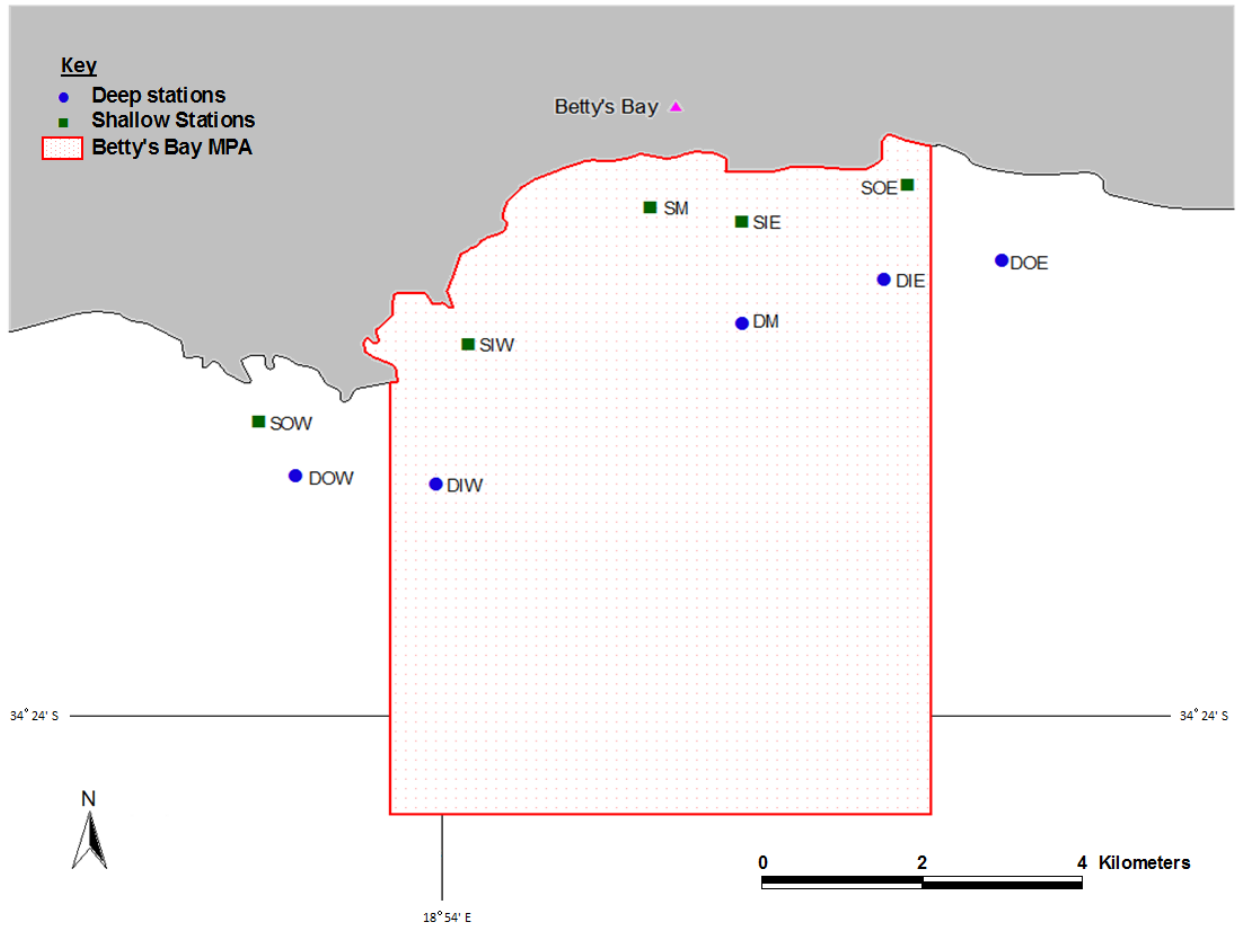 Key
Deep stations
Shallow Stations
Betty's Bay MPA
Betty's Bay
SOE
SM
SIE
DOE
DIE
DM
SIW
SOW
DOW
DIW
34° 24' S
34° 24' S
N
0 2 4 Kilometers
18° 54' E